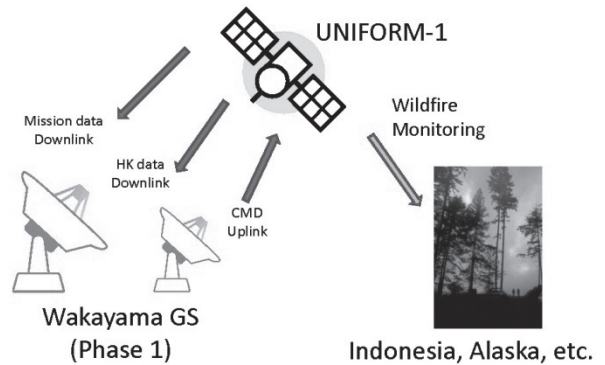 UNIFORM-1
Mission data
Downlink
HK data
Downlink
CMD
Uplink
Wildfire
Monitoring
Wakayama GS
(Phase 1)
Indonesia, Alaska, etc.